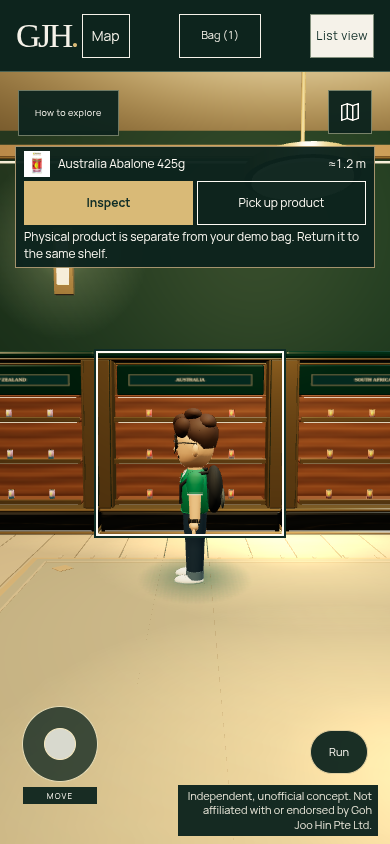 GJH.
Map
Bag (1)
List view
How to explore
Australia Abalone 425g
≈1.2 m
Inspect
Pick up product
Physical product is separate from your demo bag. Return it to
the same shelf.
ZEALAND
AUSTRALIA
SOUTH AFRICA
MOVE
Run
Independent, unofficial concept. Not
affiliated with or endorsed by Goh
Joo Hin Pte Ltd.